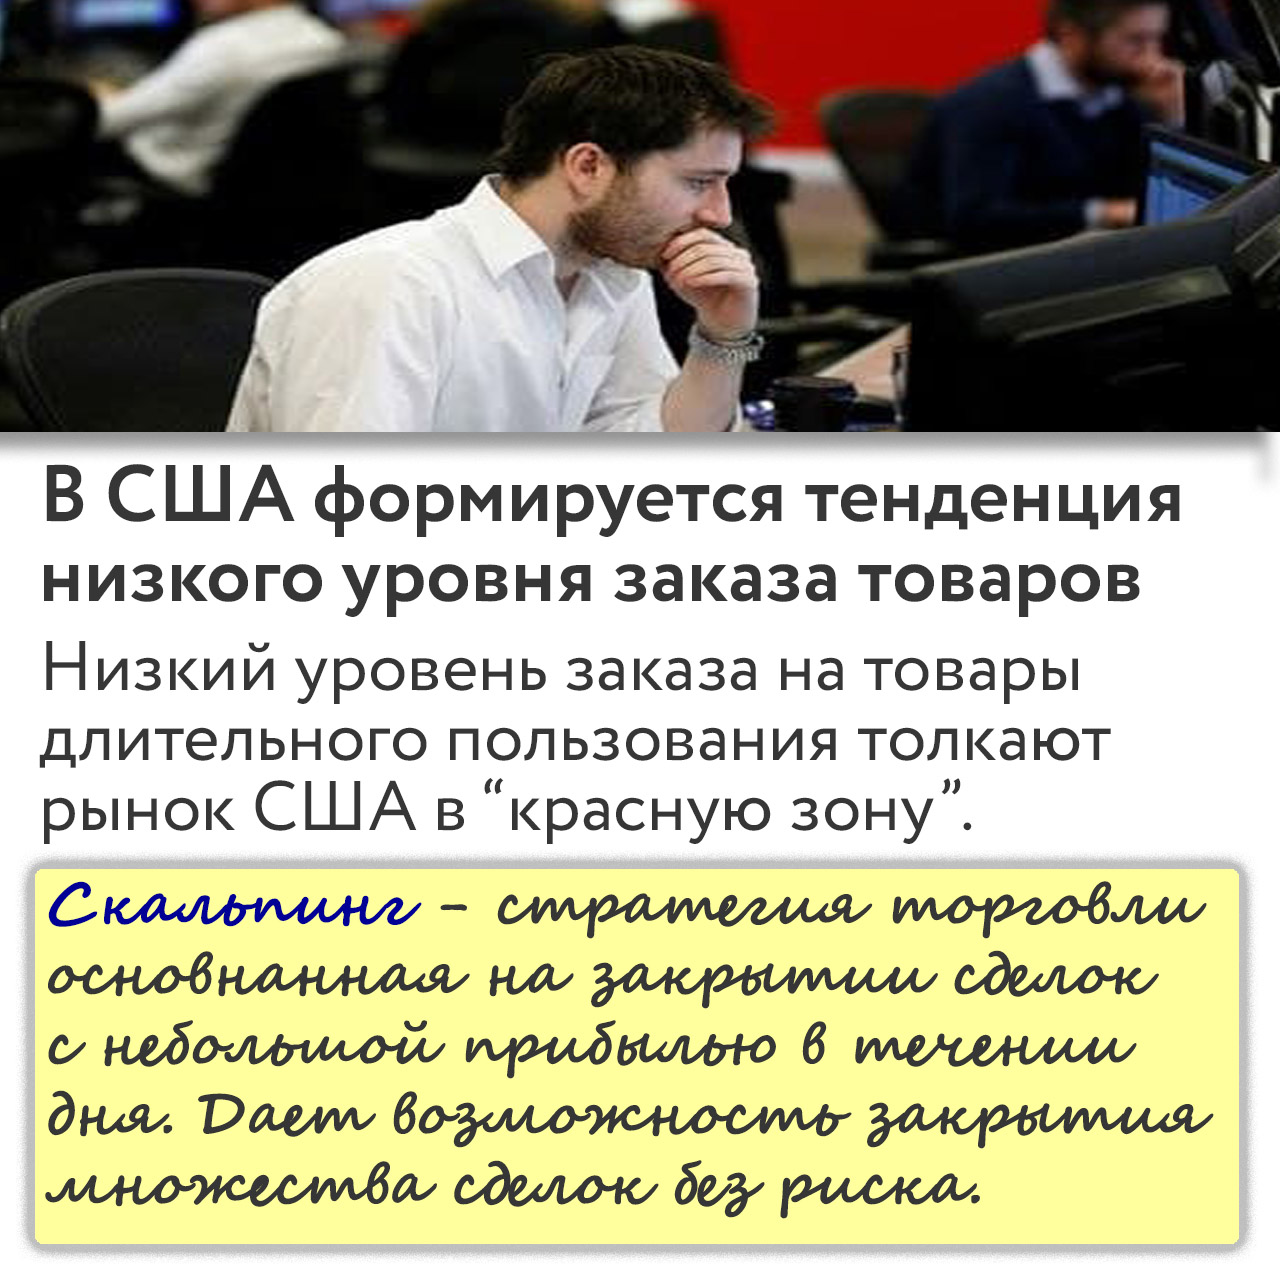 В США формируется тенденция
низкого уровня заказа товаров
Низкий уровень заказа на товары
длительного пользования толкают
рынок США в “красную зону”.
Скальпинг - стратегия торговли
основнанная на закрытии сделок
с небольшой прибылью в течении
дня. Дает возможность закрытия
множества сделок без риска.